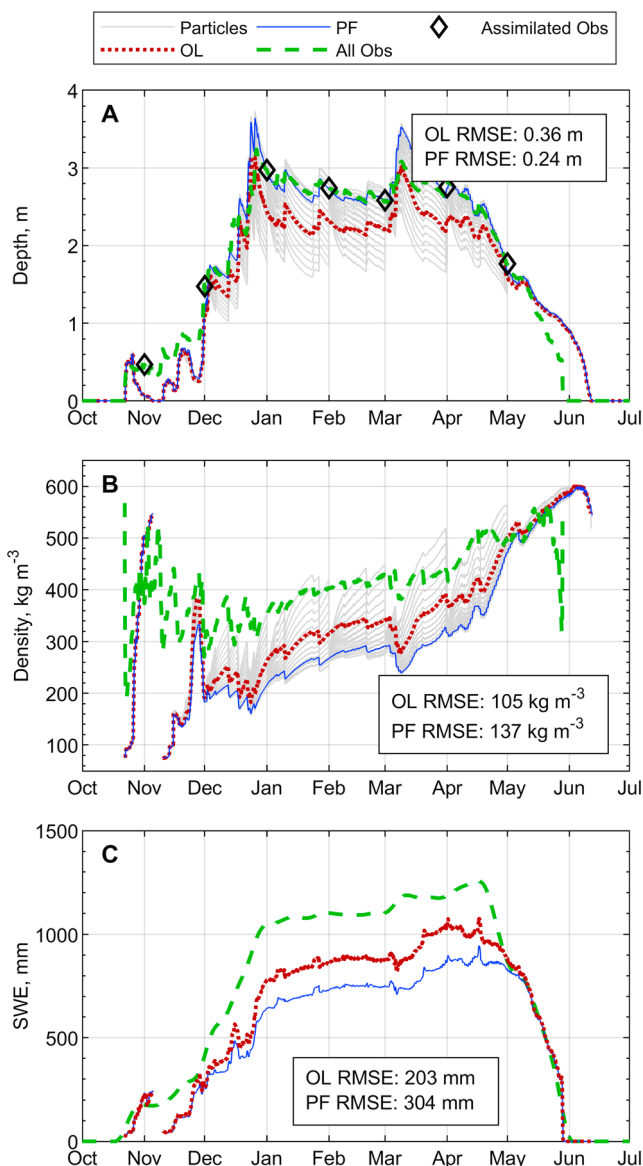 Particles PF Assimilated Obs
OL All Obs
A
OL RMSE: 0.36 m
PF RMSE: 0.24 m
Depth, m
4
3
2
1
0
Oct Nov Dec Jan Feb Mar Apr May Jun Jul
B
Density, kg m⁻³
600
500
400
300
200
100
OL RMSE: 105 kg m⁻³
PF RMSE: 137 kg m⁻³
Oct Nov Dec Jan Feb Mar Apr May Jun Jul
C
SWE, mm
1500
1000
500
0
OL RMSE: 203 mm
PF RMSE: 304 mm
Oct Nov Dec Jan Feb Mar Apr May Jun Jul